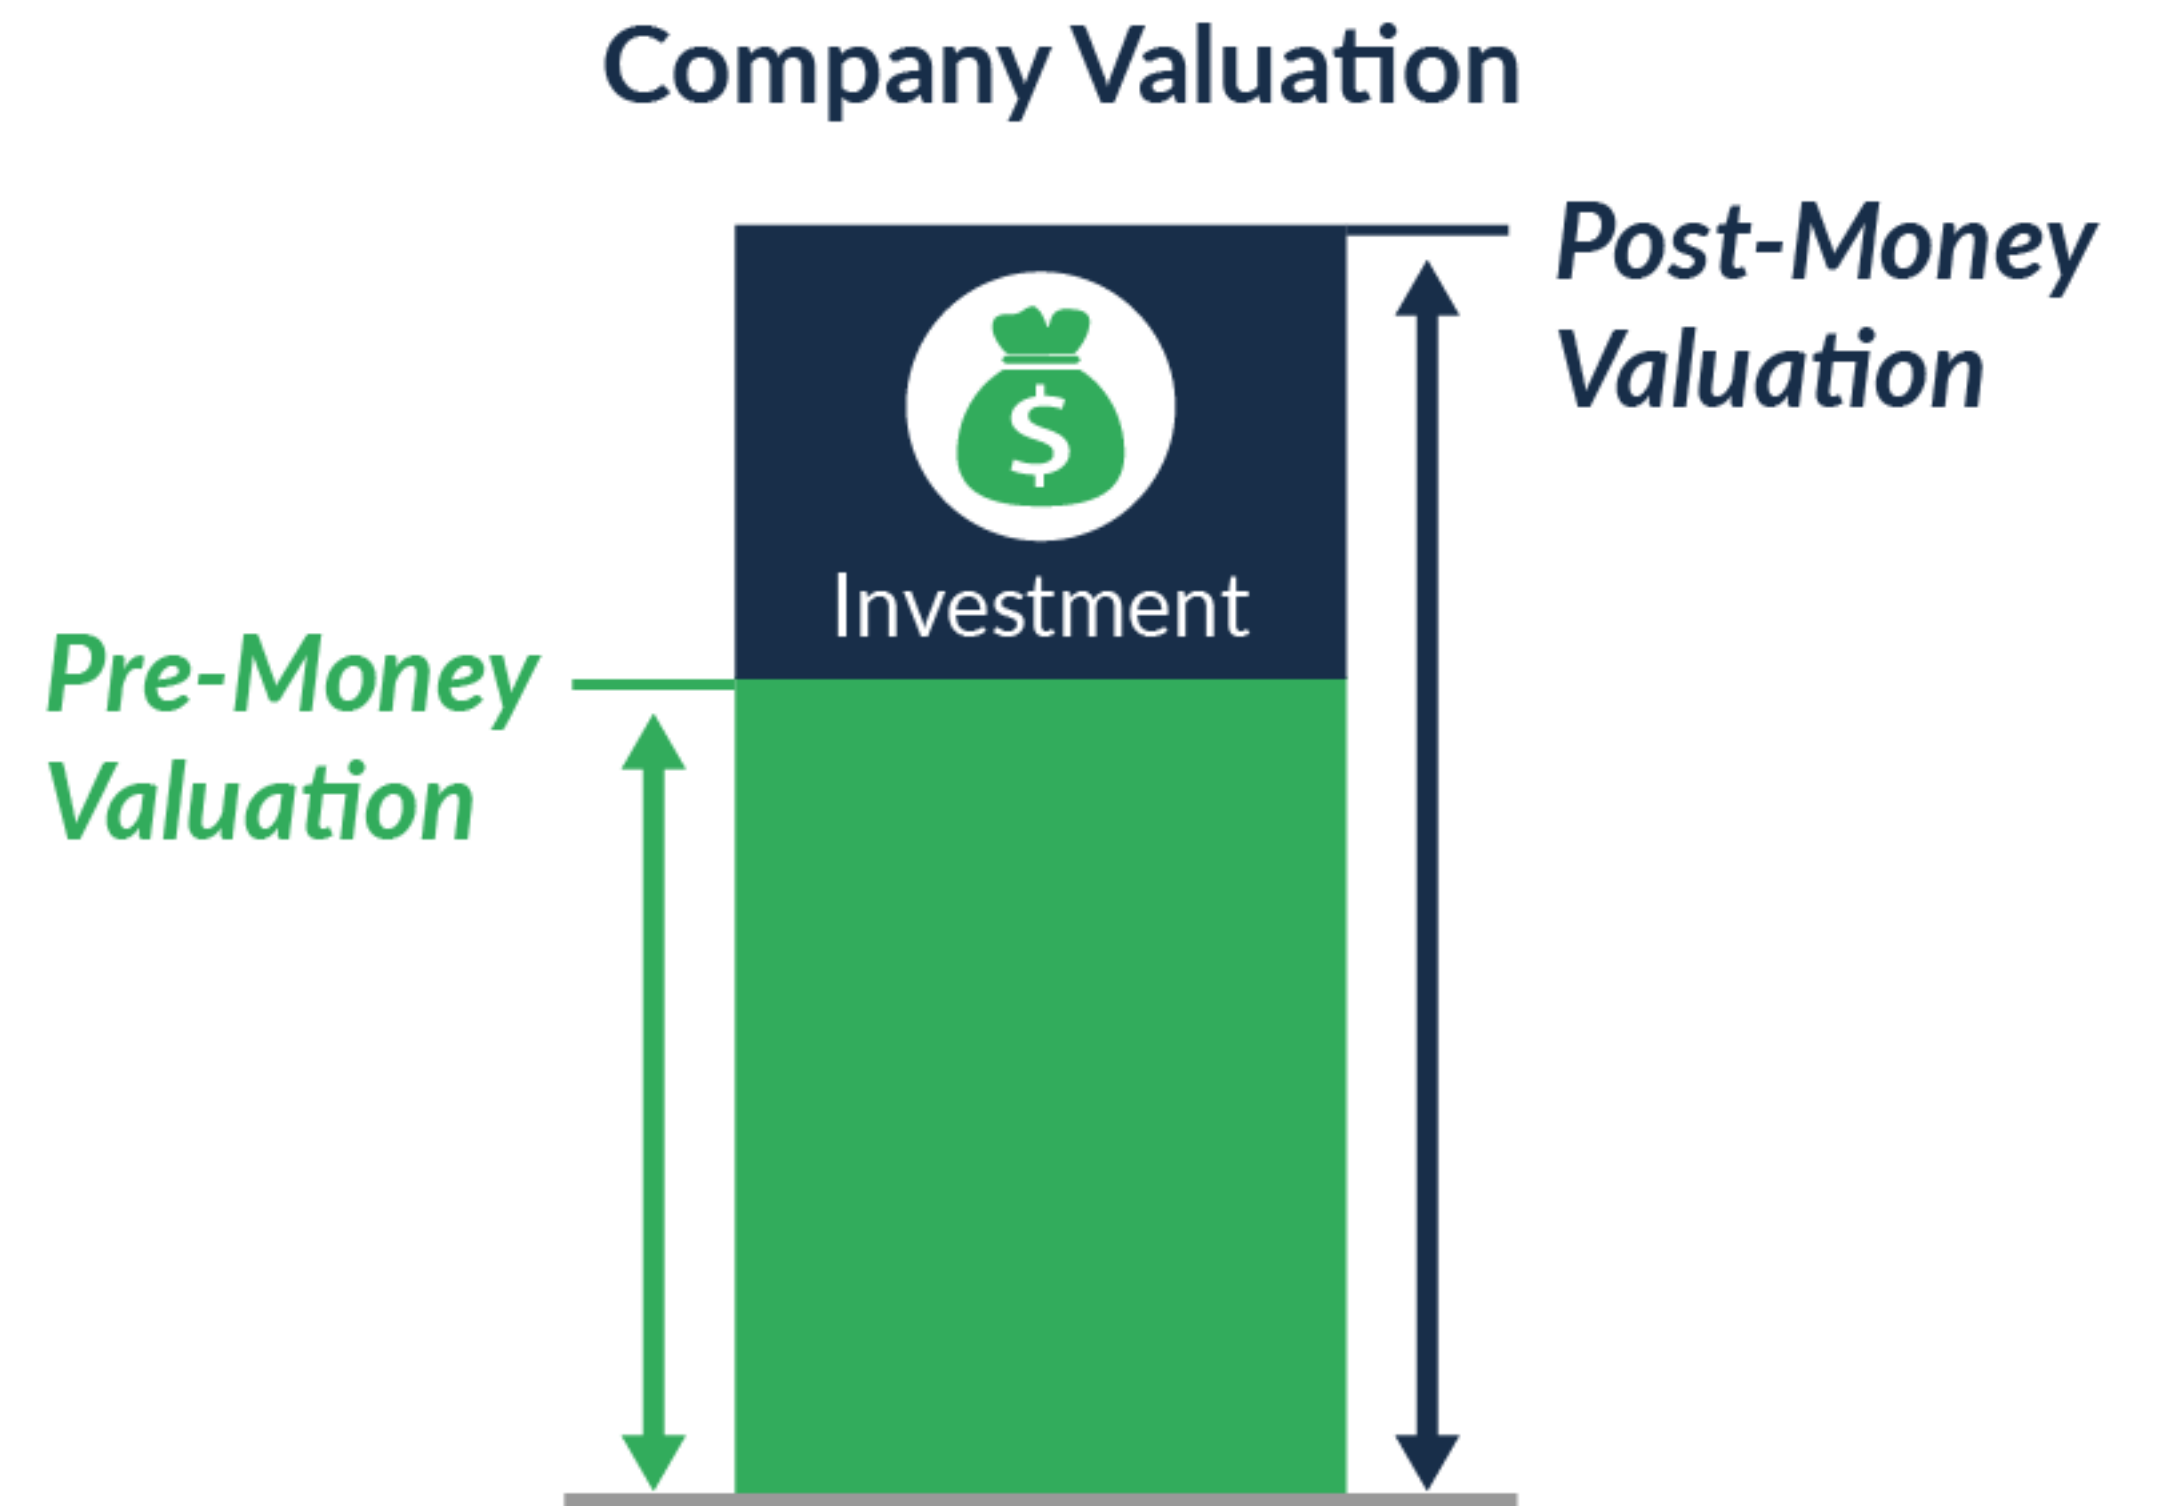 Company Valuation
Post-Money
Valuation
$
Investment
Pre-Money
Valuation